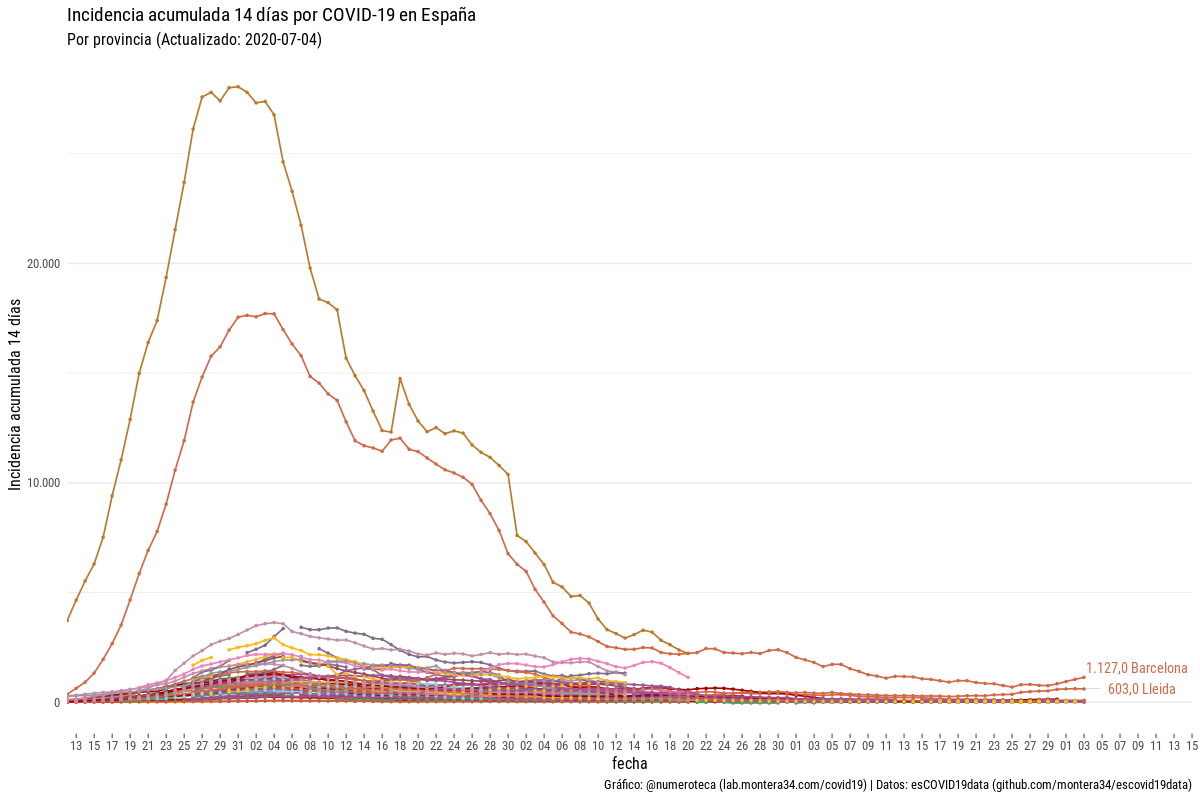 Incidencia acumulada 14 días por COVID-19 en España
Por provincia (Actualizado: 2020-07-04)
Incidencia acumulada 14 días
20.000
10.000
0
1.127,0 Barcelona
603,0 Lleida
13 15 17 19 21 23 25 27 29 31 02 04 06 08 10 12 14 16 18 20 22 24 26 28 30 02 04 06 08 10 12 14 16 18 20 22 24 26 28 30 01 03 05 07 09 11 13 15 17 19 21 23 25 27 29 01 03 05 07 09 11 13 15
fecha
Gráfico: @numeroteca (lab.montera34.com/covid19) | Datos: esCOVID19data (github.com/montera34/escovid19data)